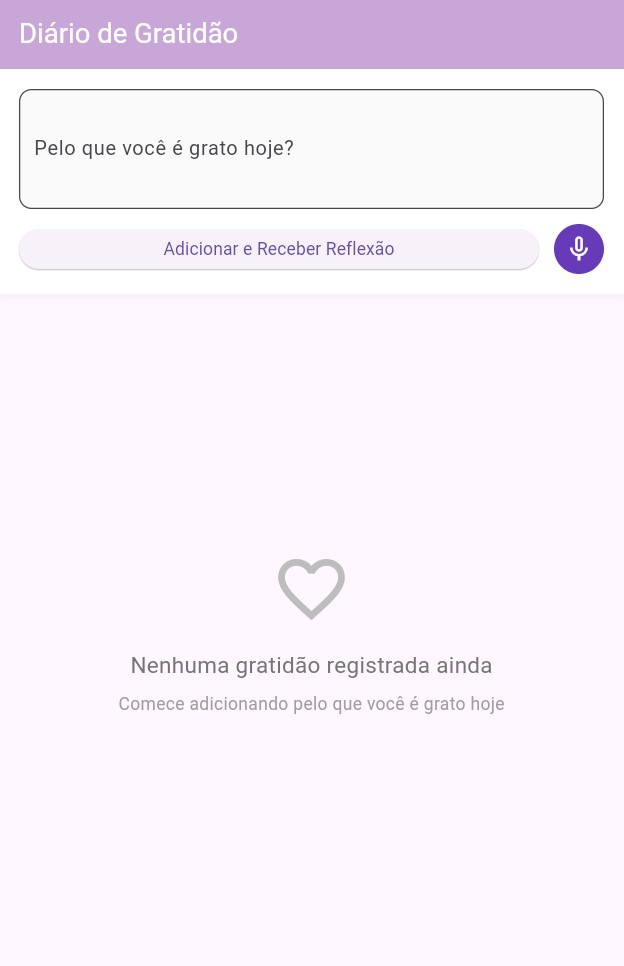 Diário de Gratidão
Pelo que você é grato hoje?
Adicionar e Receber Reflexão
Nenhuma gratidão registrada ainda
Comece adicionando pelo que você é grato hoje